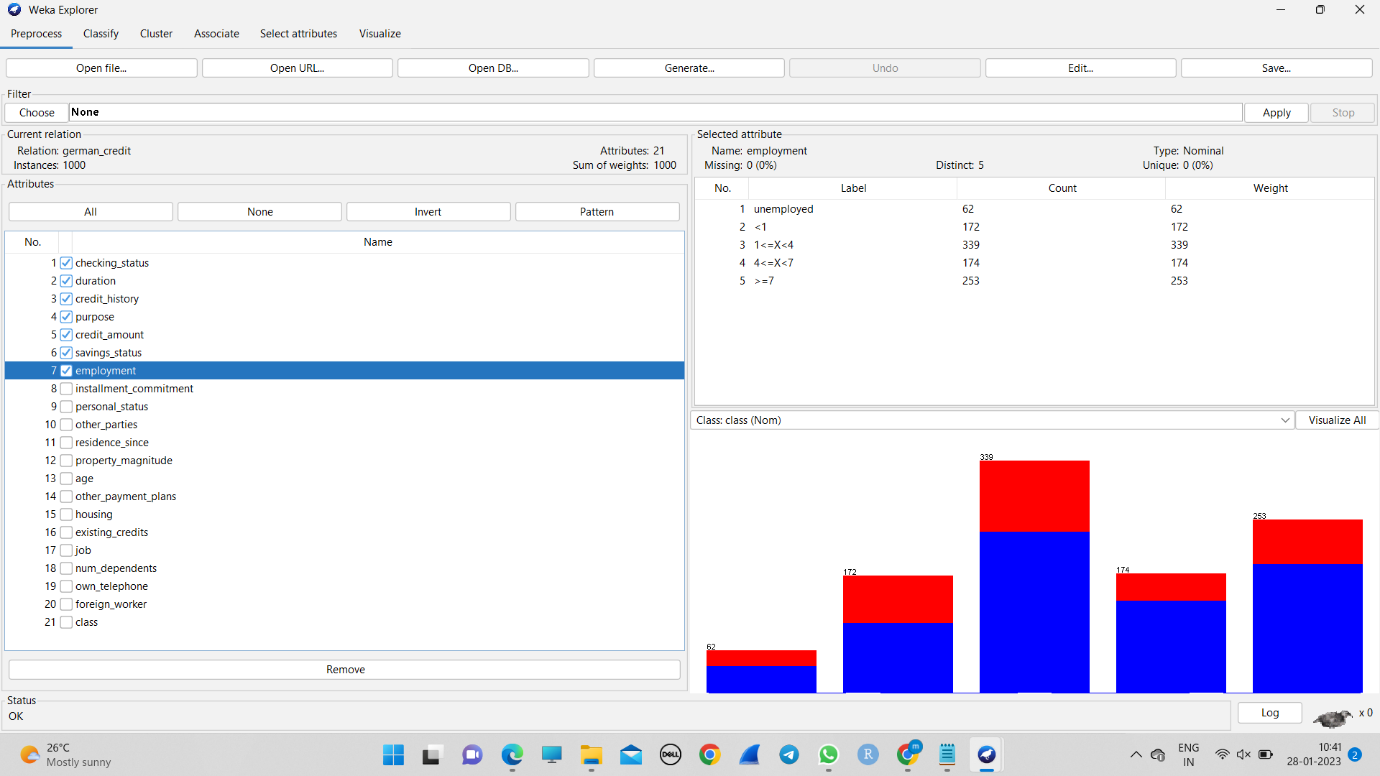 Weka Explorer
Preprocess Classify Cluster Associate Select attributes Visualize
Open file... Open URL... Open DB... Generate... Undo Edit... Save...
Filter
Choose None Apply Stop
Current relation
Relation: german_credit Attributes: 21
Instances: 1000 Sum of weights: 1000
Attributes
All None Invert Pattern
No. Name
1 checking_status
2 duration
3 credit_history
4 purpose
5 credit_amount
6 savings_status
7 employment
8 installment_commitment
9 personal_status
10 other_parties
11 residence_since
12 property_magnitude
13 age
14 other_payment_plans
15 housing
16 existing_credits
17 job
18 num_dependents
19 own_telephone
20 foreign_worker
21 class
Remove
Selected attribute
Name: employment Type: Nominal
Missing: 0 (0%) Distinct: 5 Unique: 0 (0%)
No. Label Count Weight
1 unemployed 62 62
2 <1 172 172
3 1<=X<4 339 339
4 4<=X<7 174 174
5 >=7 253 253
Class: class (Nom) Visualize All
62
172
339
174
253
Status
OK
Log x 0
26°C
Mostly sunny
DELL
R
m
ENG
IN
10:41
28-01-2023
2